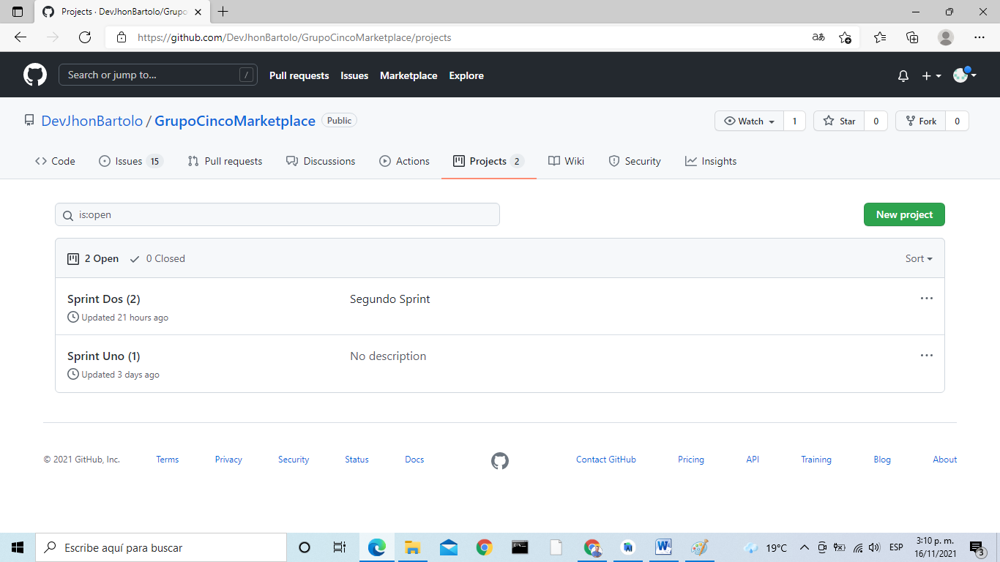 Projects · DevJhonBartolo/Grupo
https://github.com/DevJhonBartolo/GrupoCincoMarketplace/projects
aあ
Search or jump to... /
Pull requests Issues Marketplace Explore
DevJhonBartolo / GrupoCincoMarketplace Public
Watch 1 Star 0 Fork 0
Code Issues 15 Pull requests Discussions Actions Projects 2 Wiki Security Insights
is:open
New project
2 Open 0 Closed
Sort
Sprint Dos (2) Segundo Sprint
Updated 21 hours ago
Sprint Uno (1) No description
Updated 3 days ago
© 2021 GitHub, Inc. Terms Privacy Security Status Docs Contact GitHub Pricing API Training Blog About
Escribe aquí para buscar
19°C ESP
3:10 p. m.
16/11/2021
3